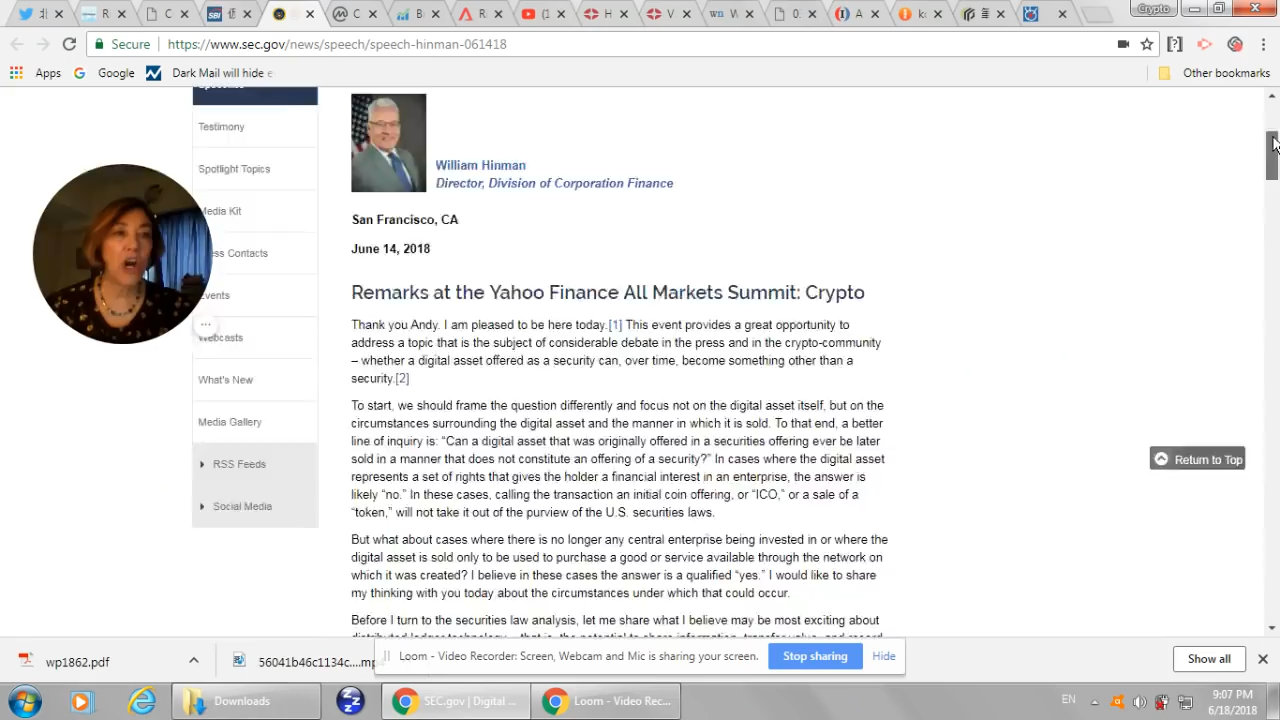 Crypto
Secure
https://www.sec.gov/news/speech/speech-hinman-061418
Apps
Google
Dark Mail will hide e
Other bookmarks
Testimony
Spotlight Topics
Media Kit
ess Contacts
Events
Webcasts
What's New
Media Gallery
RSS Feeds
Social Media
William Hinman
Director, Division of Corporation Finance
San Francisco, CA
June 14, 2018
Remarks at the Yahoo Finance All Markets Summit: Crypto
Thank you Andy. I am pleased to be here today.[1] This event provides a great opportunity to
address a topic that is the subject of considerable debate in the press and in the crypto-community
– whether a digital asset offered as a security can, over time, become something other than a
security.[2]
To start, we should frame the question differently and focus not on the digital asset itself, but on the
circumstances surrounding the digital asset and the manner in which it is sold. To that end, a better
line of inquiry is: “Can a digital asset that was originally offered in a securities offering ever be later
sold in a manner that does not constitute an offering of a security?” In cases where the digital asset
represents a set of rights that gives the holder a financial interest in an enterprise, the answer is
likely “no.” In these cases, calling the transaction an initial coin offering, or “ICO,” or a sale of a
“token,” will not take it out of the purview of the U.S. securities laws.
But what about cases where there is no longer any central enterprise being invested in or where the
digital asset is sold only to be used to purchase a good or service available through the network on
which it was created? I believe in these cases the answer is a qualified “yes.” I would like to share
my thinking with you today about the circumstances under which that could occur.
Before I turn to the securities law analysis, let me share what I believe may be most exciting about
Return to Top
wp1862.pdf
56041b46c1134c....mp
Loom - Video Recorder: Screen, Webcam and Mic is sharing your screen.
Stop sharing
Hide
Show all
Downloads
SEC.gov | Digital ...
Loom - Video Rec...
EN
9:07 PM
6/18/2018